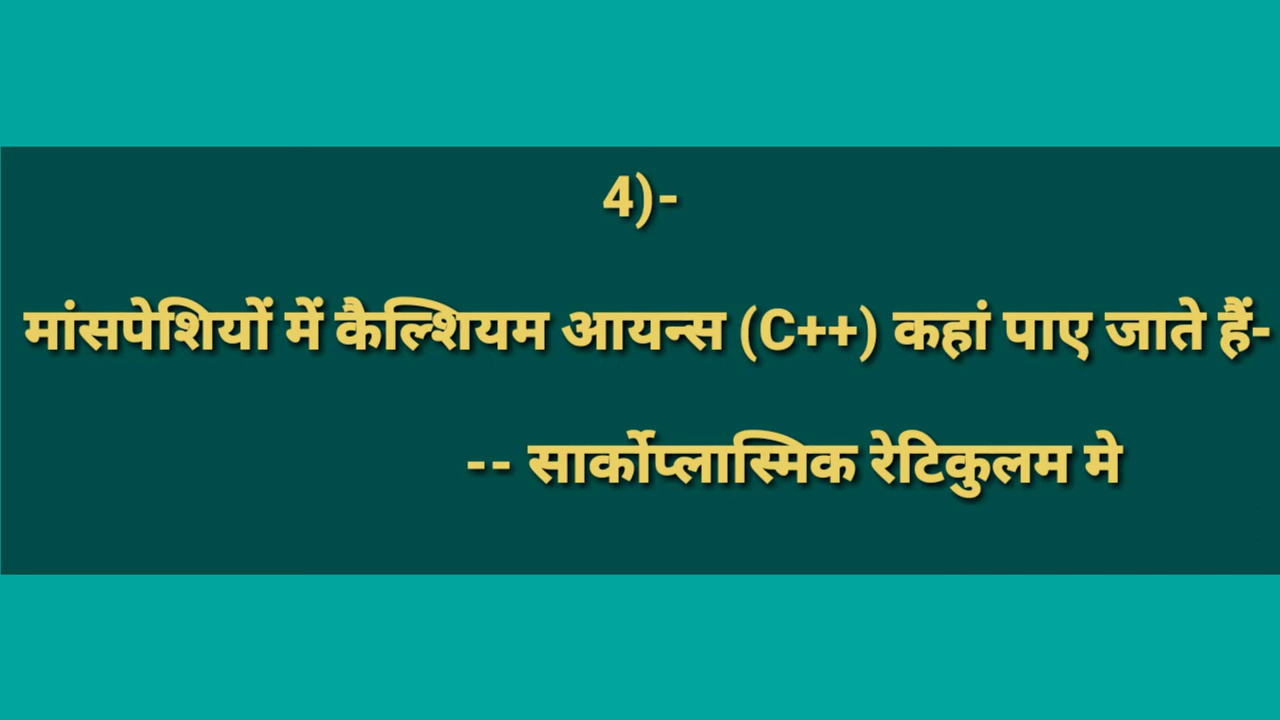 4)-
मांसपेशियों में कैल्शियम आयन्स (C++) कहां पाए जाते हैं-
-- सार्कोप्लास्मिक रेटिकुलम मे